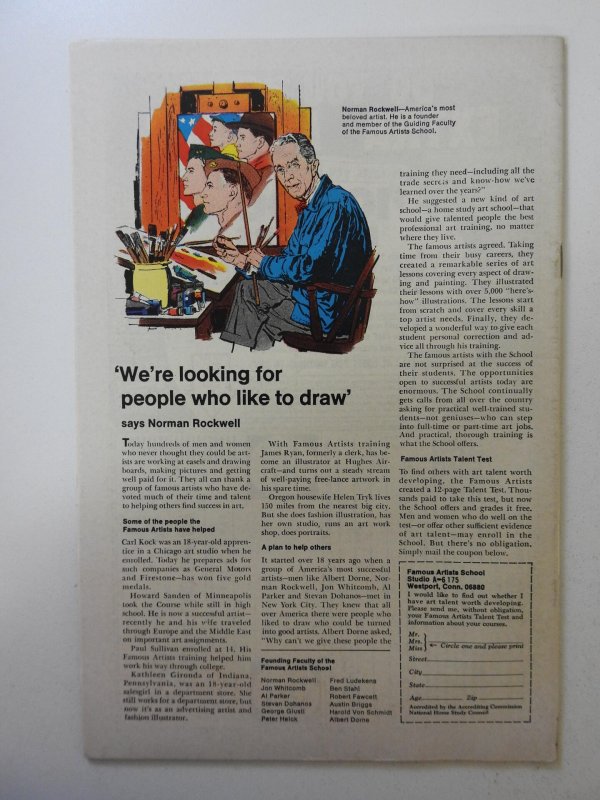 Norman Rockwell—America's most
beloved artist. He is a founder
and member of the Guiding Faculty
of the Famous Artists School.
'We're looking for
people who like to draw'
says Norman Rockwell
Today hundreds of men and women
who never thought they could be art-
ists are working at easels and drawing
boards, making pictures and getting
well paid for it. They all can thank a
group of famous artists who have de-
voted much of their time and talent
to helping others find success in art.
Some of the people the
Famous Artists have helped
Carl Kock was an 18-year-old appren-
tice in a Chicago art studio when he
enrolled. Today he prepares ads for
such companies as General Motors
and Firestone—has won five gold
medals.
Howard Sanden of Minneapolis
took the Course while still in high
school. He is now a successful artist—
recently he and his wife traveled
through Europe and the Middle East
on important art assignments.
Paul Sullivan enrolled at 14. His
Famous Artists training helped him
work his way through college.
Kathleen Gironda of Indiana,
Pennsylvania, was an 18-year-old
salesgirl in a department store. She
still works for a department store, but
now it's as an advertising artist and
fashion illustrator.
With Famous Artists training
James Ryan, formerly a clerk, has be-
come an illustrator at Hughes Air-
craft—and turns out a steady stream
of well-paying free-lance artwork in
his spare time.
Oregon housewife Helen Tryk lives
150 miles from the nearest big city.
But she does fashion illustration, has
her own studio, runs an art work
shop, does portraits.
A plan to help others
It started over 18 years ago when a
group of America's most successful
artists—men like Albert Dorne, Nor-
man Rockwell, Jon Whitcomb, Al
Parker and Stevan Dohanos—met in
New York City. They knew that all
over America there were people who
liked to draw who could be turned
into good artists. Albert Dorne asked,
"Why can't we give these people the
Founding Faculty of the
Famous Artists School
Norman Rockwell
Jon Whitcomb
Al Parker
Stevan Dohanos
George Giusti
Peter Helck
Fred Ludekens
Ben Stahl
Robert Fawcett
Austin Briggs
Harold Von Schmidt
Albert Dorne
training they need—including all the
trade secrets and know-how we've
learned over the years?"
He suggested a new kind of art
school—a home study art school—that
would give talented people the best
professional art training, no matter
where they live.
The famous artists agreed. Taking
time from their busy careers, they
created a remarkable series of art
lessons covering every aspect of draw-
ing and painting. They illustrated
their lessons with over 5,000 "here's-
how" illustrations. The lessons start
from scratch and cover every skill a
top artist needs. Finally, they de-
veloped a wonderful way to give each
student personal correction and ad-
vice all through his training.
The famous artists with the School
are not surprised at the success of
their students. The opportunities
open to successful artists today are
enormous. The School continually
gets calls from all over the country
asking for practical well-trained stu-
dents—not geniuses—who can step
into full-time or part-time art jobs.
And practical, thorough training is
what the School offers.
Famous Artists Talent Test
To find others with art talent worth
developing, the Famous Artists
created a 12-page Talent Test. Thou-
sands paid to take this test, but now
the School offers and grades it free.
Men and women who do well on the
test—or offer other sufficient evidence
of art talent—may enroll in the
School. But there's no obligation.
Simply mail the coupon below.
Famous Artists School
Studio A-6175
Westport, Conn. 06880
I would like to find out whether I
have art talent worth developing.
Please send me, without obligation,
your Famous Artists Talent Test and
information about your courses.
Mr.
Mrs.
Miss
Circle one and please print
Street
City
State
Age Zip
Accredited by the Accrediting Commission
National Home Study Council